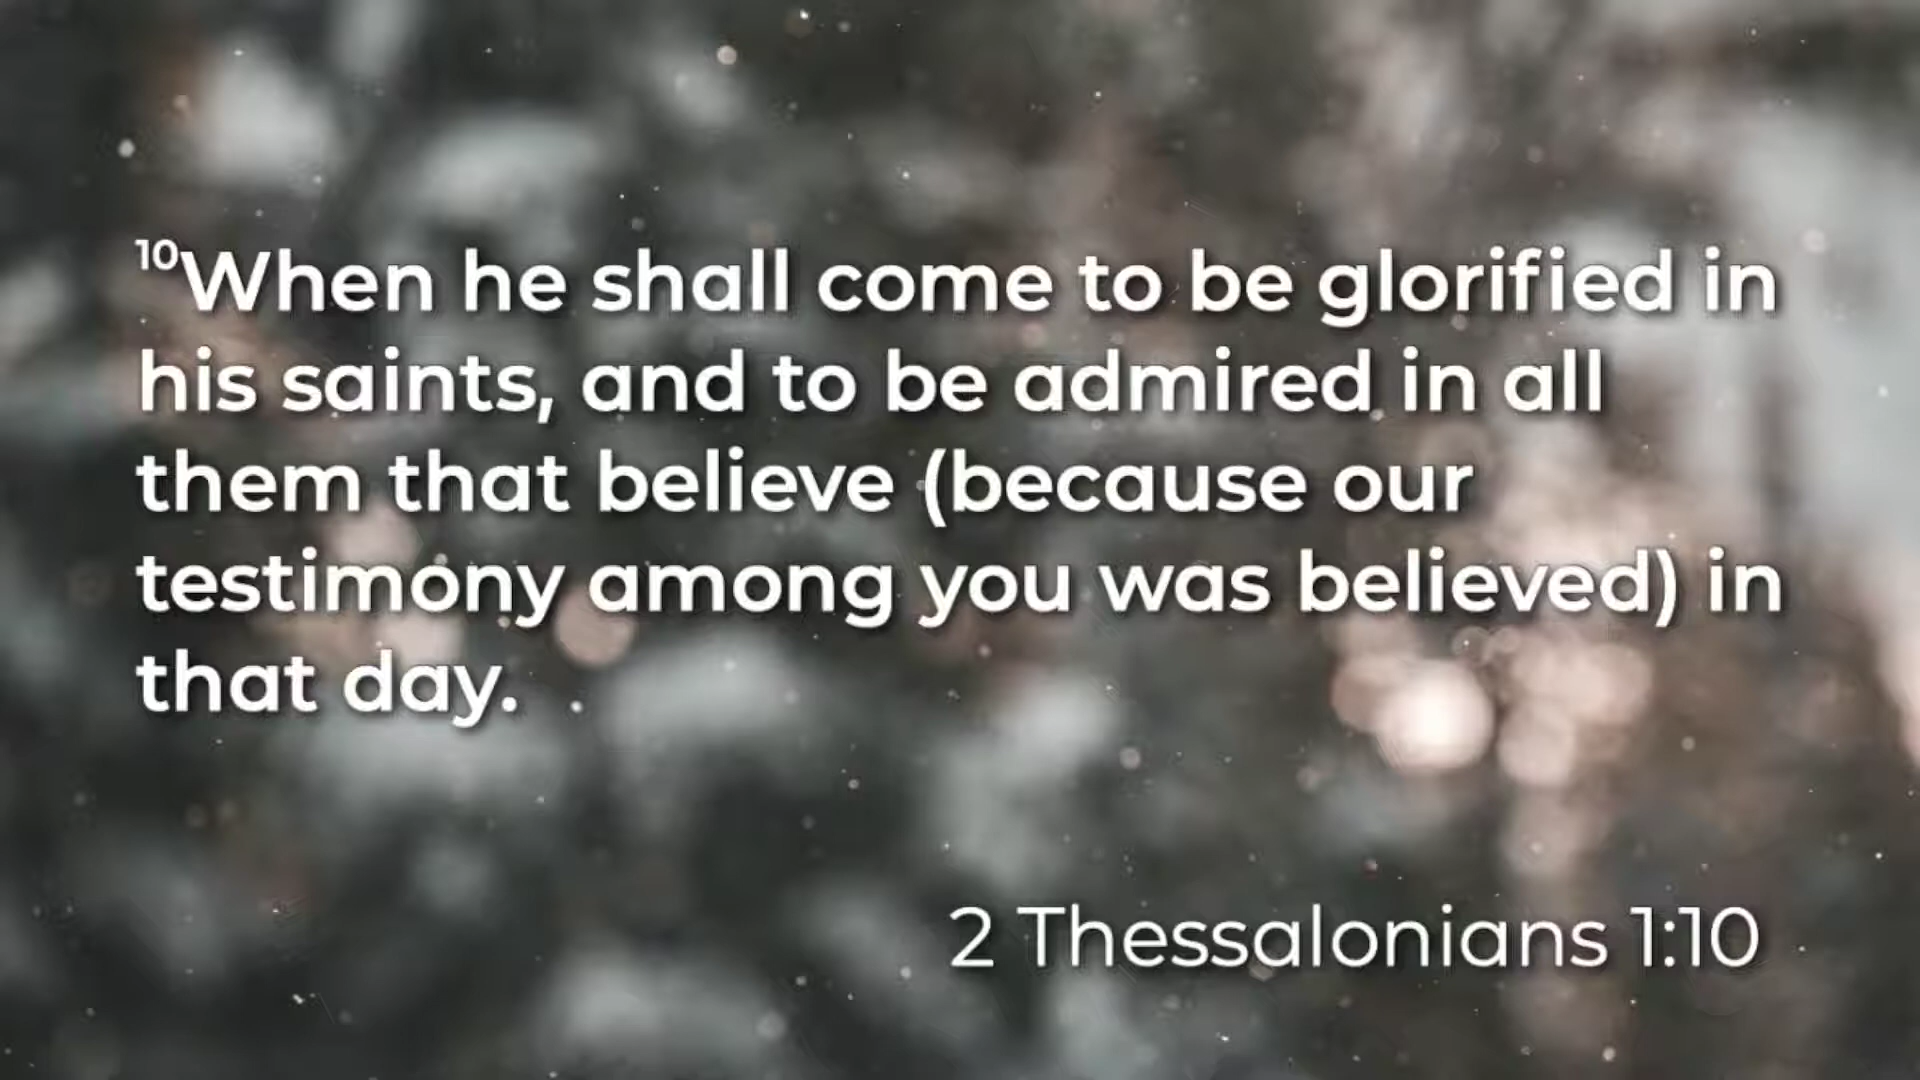 10When he shall come to be glorified in
his saints, and to be admired in all
them that believe (because our
testimony among you was believed) in
that day.
2 Thessalonians 1:10